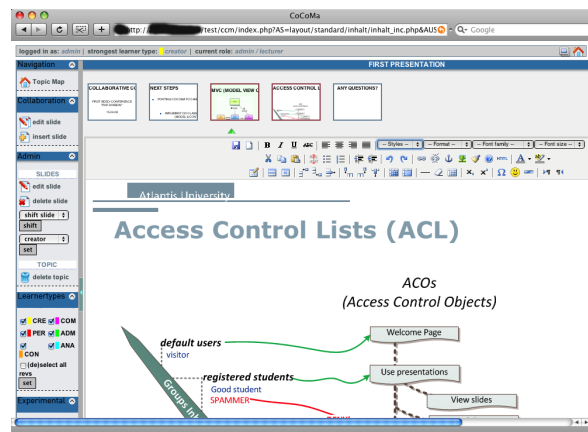 CoCoMa
http://
/test/ccm/index.php?AS=layout/standard/inhalt/inhalt_inc.php&AUS
Google
logged in as: admin | strongest learner type: creator | current role: admin / lecturer
Navigation
FIRST PRESENTATION
Topic Map
Collaboration
edit slide
insert slide
Admin
SLIDES
edit slide
delete slide
shift slide
shift
creator
set
TOPIC
delete topic
Learnertypes
CRE COM
PER ADM
ANA
CON
(de)select all
revs
set
Experimental
COLLABORATIVE CO
NEXT STEPS
MVC (MODEL VIEW C
ACCESS CONTROL L
ANY QUESTIONS?
-- Styles --
-- Format --
-- Font family --
-- Font size --
Atlantis University
Access Control Lists (ACL)
ACOs
(Access Control Objects)
default users
visitor
registered students
Good student
SPAMMER
Groups in
Welcome Page
Use presentations
View slides
DENY